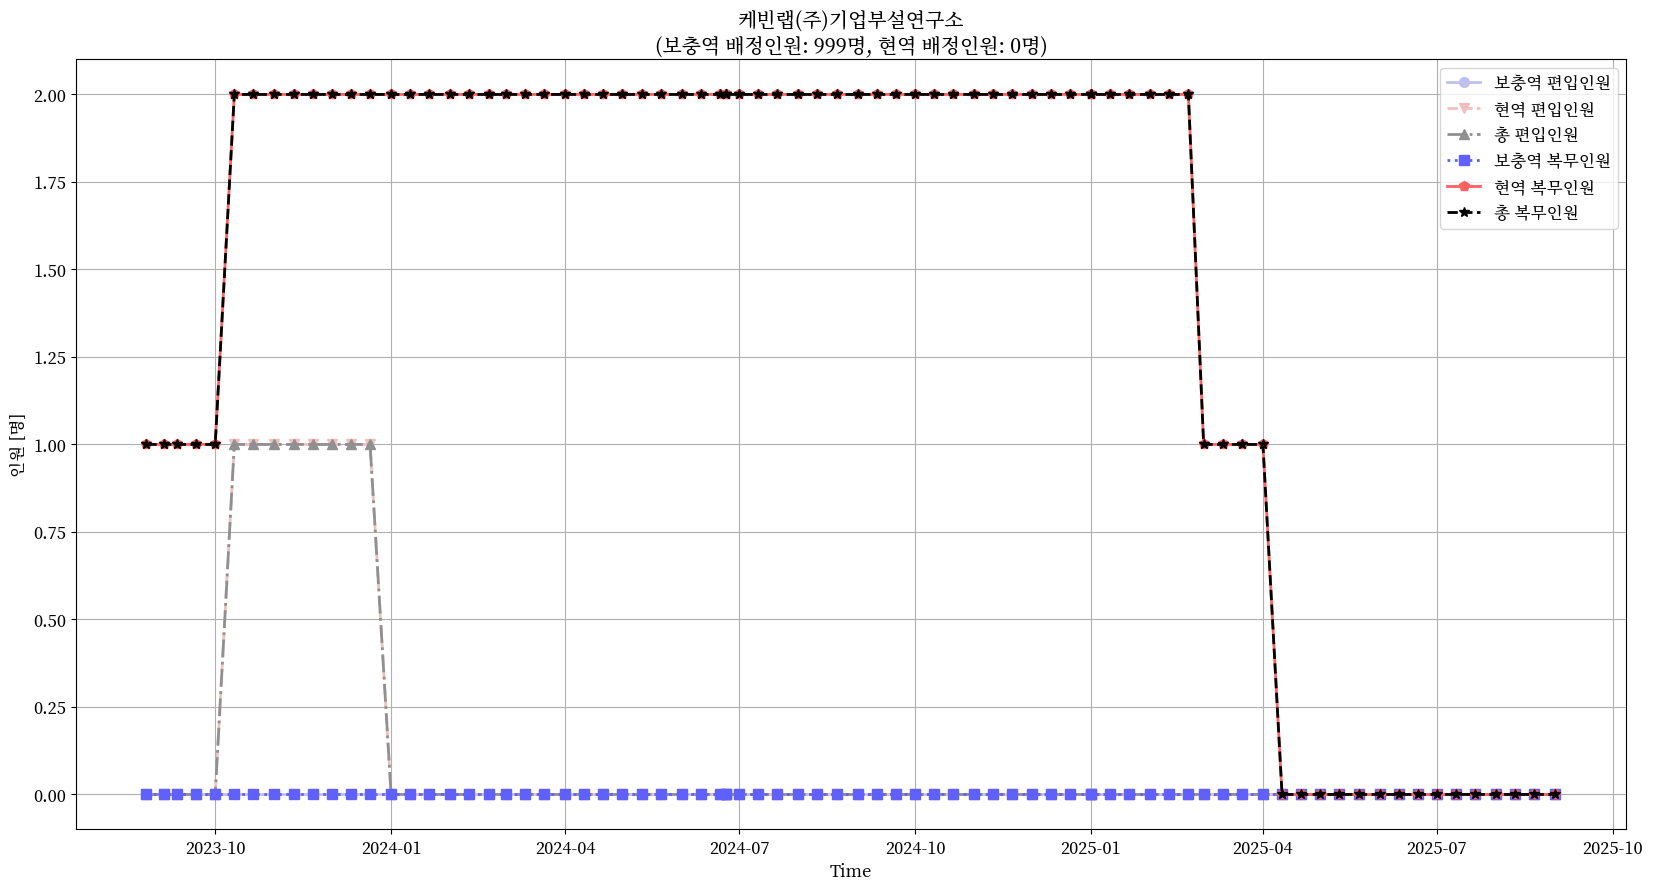 케빈랩(주)기업부설연구소
(보충역 배정인원: 999명, 현역 배정인원: 0명)
보충역 편입인원
현역 편입인원
총 편입인원
보충역 복무인원
현역 복무인원
총 복무인원
인원 [명]
2.00
1.75
1.50
1.25
1.00
0.75
0.50
0.25
0.00
2023-10 2024-01 2024-04 2024-07 2024-10 2025-01 2025-04 2025-07 2025-10
Time